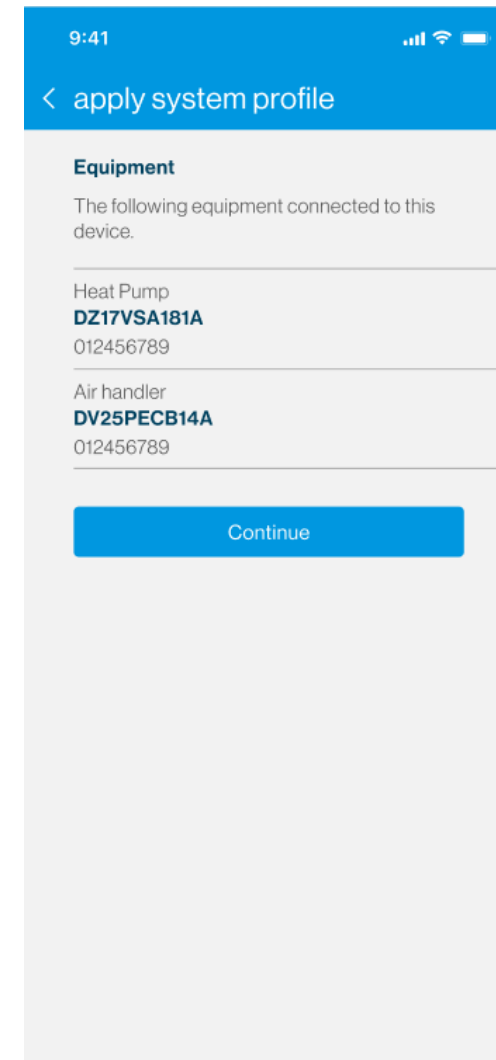 9:41
apply system profile
Equipment
The following equipment connected to this
device.
Heat Pump
DZ17VSA181A
012456789
Air handler
DV25PECB14A
012456789
Continue